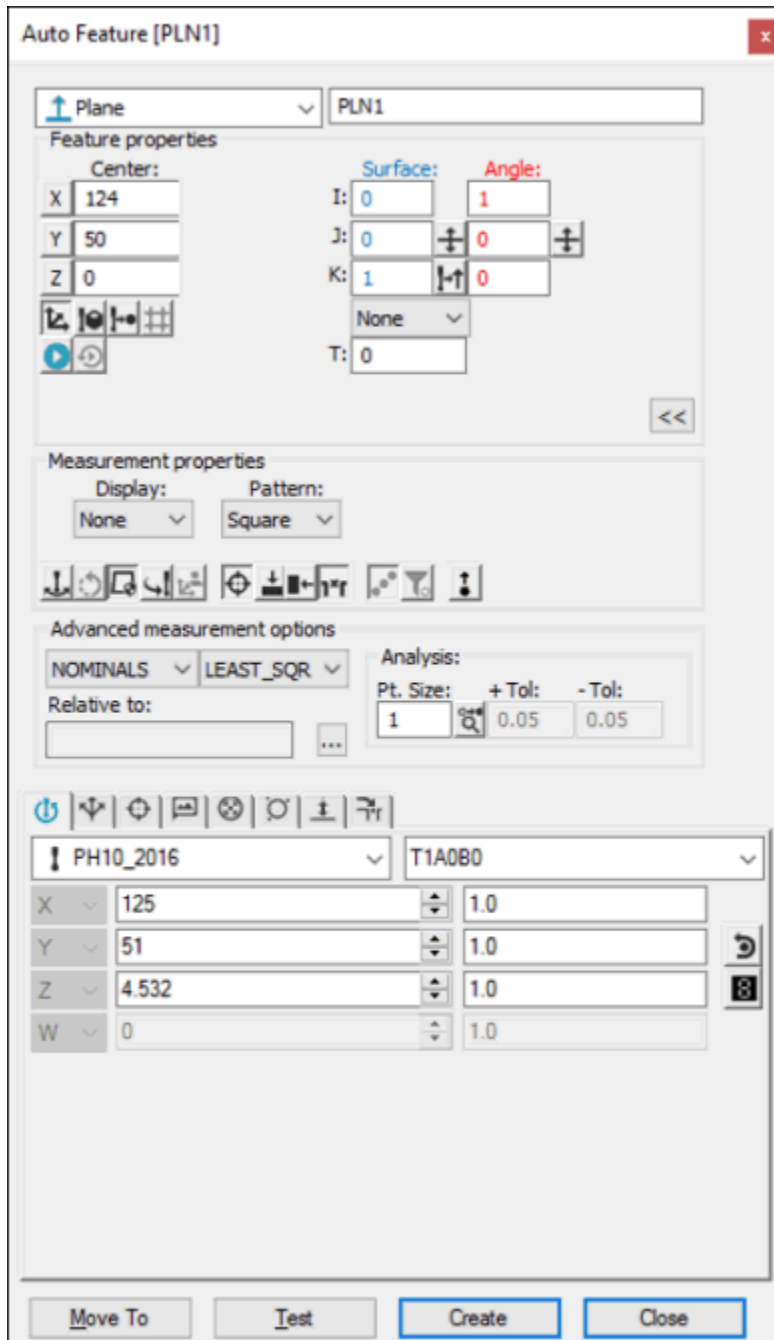 Auto Feature [PLN1]
x
Plane PLN1
Feature properties
Center: Surface: Angle:
X 124 I: 0 1
Y 50 J: 0 0
Z 0 K: 1 0
None
T: 0
<<
Measurement properties
Display: Pattern:
None Square
Advanced measurement options
NOMINALS LEAST_SQR
Analysis:
Pt. Size: + Tol: - Tol:
1 0.05 0.05
Relative to:
...
PH10_2016 T1A0B0
X 125 1.0
Y 51 1.0
Z 4.532 1.0
W 0 1.0
8
Move To Test Create Close